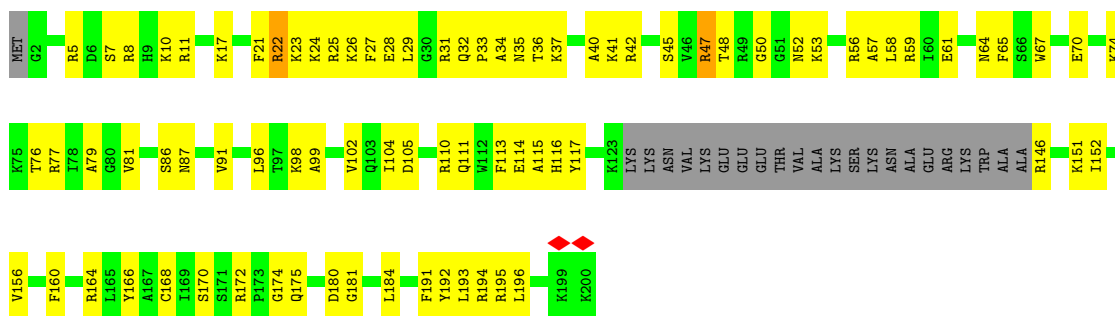 MET G2 R5 D6 S7 R8 H9 K10 R11 K17 F21 R22 K23 K24 R25 K26 F27 E28 L29 G30 R31 Q32 P33 A34 N35 T36 K37 A40 K41 R42 S45 V46 R47 T48 R49 G50 G51 N52 K53 R56 A57 L58 R59 I60 E61 N64 F65 S66 W67 E70 K74
K75 T76 R77 I78 A79 G80 V81 S86 N87 V91 L96 T97 K98 A99 V102 Q103 I104 D105 R110 Q111 W112 F113 E114 A115 H116 Y117 K123 LYS LYS ASN VAL LYS GLU GLU GLU THR VAL ALA LYS SER LYS ASN ALA GLU ARG LYS TRP ALA ALA R146 K151 I152
V156 F160 R164 L165 Y166 A167 C168 I169 S170 S171 R172 P173 G174 Q175 D180 G181 L184 F191 Y192 L193 R194 R195 L196 K199 K200